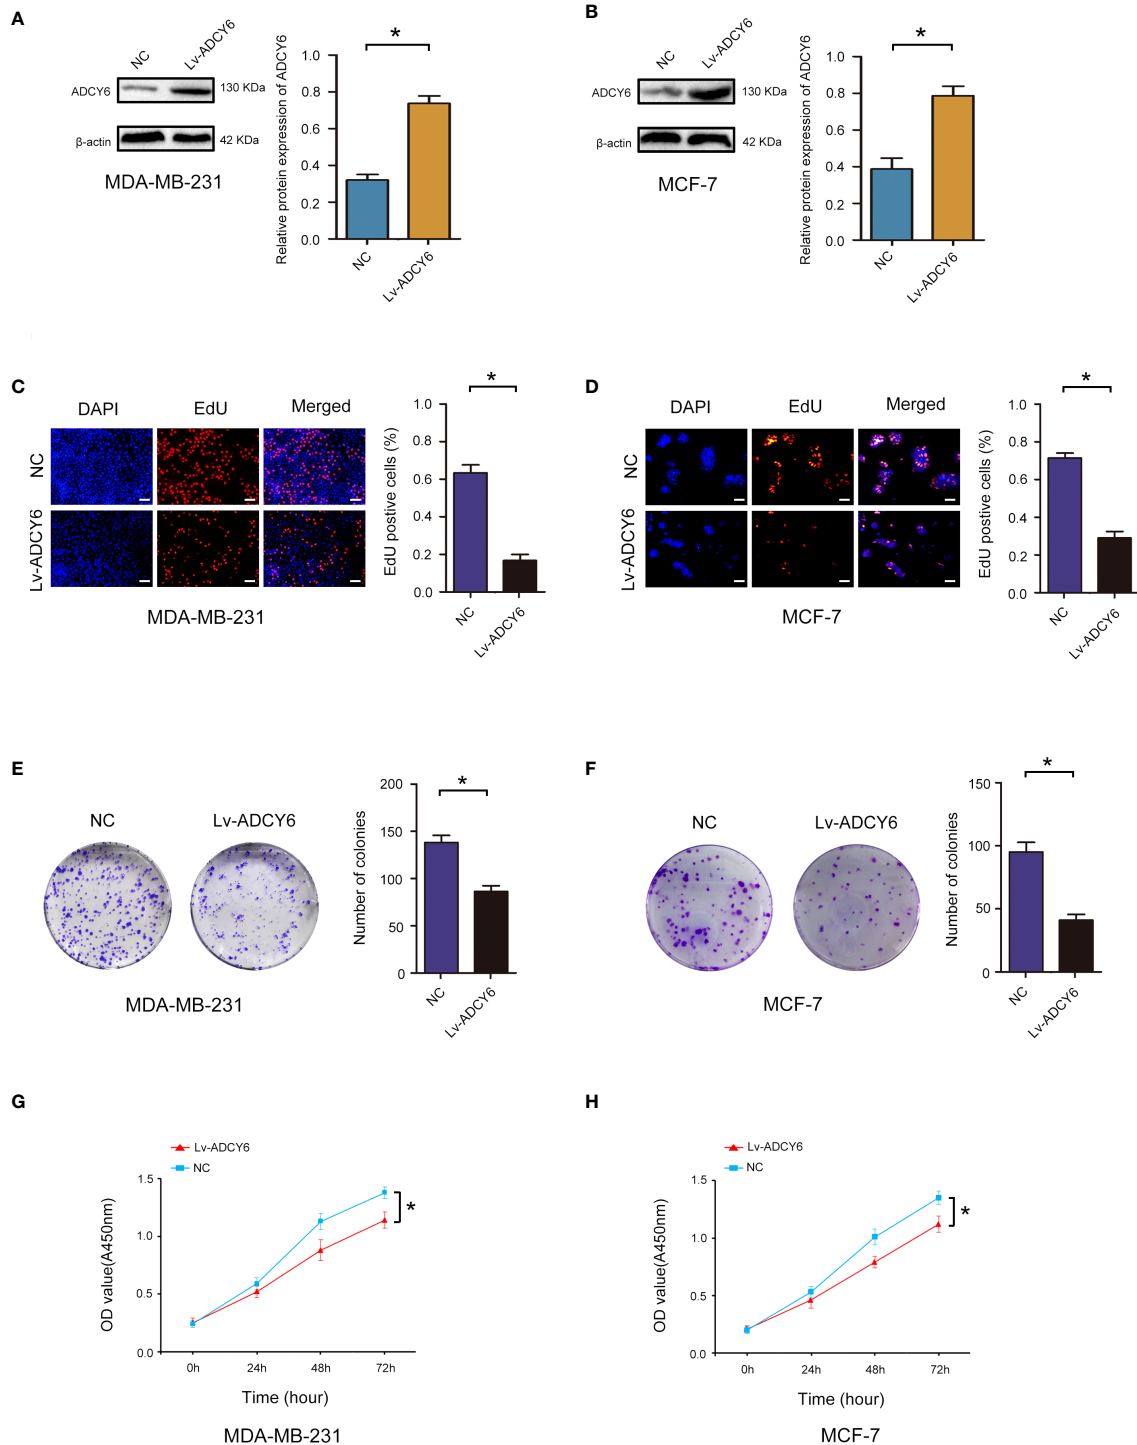 A
NC
Lv-ADCY6
ADCY6
130 KDa
β-actin
42 KDa
MDA-MB-231
Relative protein expression of ADCY6
1.0
0.8
0.6
0.4
0.2
0.0
*
NC
Lv-ADCY6
B
NC
Lv-ADCY6
ADCY6
130 KDa
β-actin
42 KDa
MCF-7
Relative protein expression of ADCY6
1.0
0.8
0.6
0.4
0.2
0.0
*
NC
Lv-ADCY6
C
DAPI
EdU
Merged
NC
Lv-ADCY6
MDA-MB-231
EdU postive cells (%)
1.0
0.8
0.6
0.4
0.2
0.0
*
NC
Lv-ADCY6
D
DAPI
EdU
Merged
NC
Lv-ADCY6
MCF-7
EdU postive cells (%)
1.0
0.8
0.6
0.4
0.2
0.0
*
NC
Lv-ADCY6
E
NC
Lv-ADCY6
MDA-MB-231
Number of colonies
200
150
100
50
0
*
NC
Lv-ADCY6
F
NC
Lv-ADCY6
MCF-7
Number of colonies
150
100
50
0
*
NC
Lv-ADCY6
G
Lv-ADCY6
NC
OD value(A450nm)
1.5
1.0
0.5
0.0
*
0h
24h
48h
72h
Time (hour)
MDA-MB-231
H
Lv-ADCY6
NC
OD value(A450nm)
1.5
1.0
0.5
0.0
*
0h
24h
48h
72h
Time (hour)
MCF-7